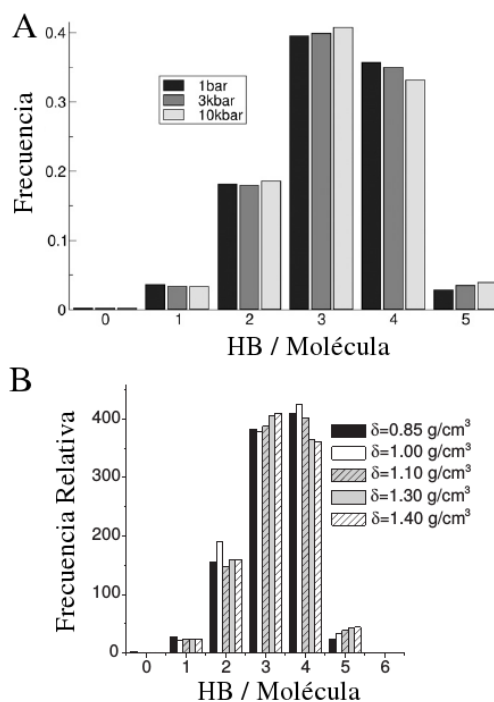 A
Frecuencia
0.4
0.3
0.2
0.1
0
1bar
3kbar
10kbar
0 1 2 3 4 5
HB / Molécula
B
Frecuencia Relativa
400
300
200
100
0
δ=0.85 g/cm³
δ=1.00 g/cm³
δ=1.10 g/cm³
δ=1.30 g/cm³
δ=1.40 g/cm³
0 1 2 3 4 5 6
HB / Molécula